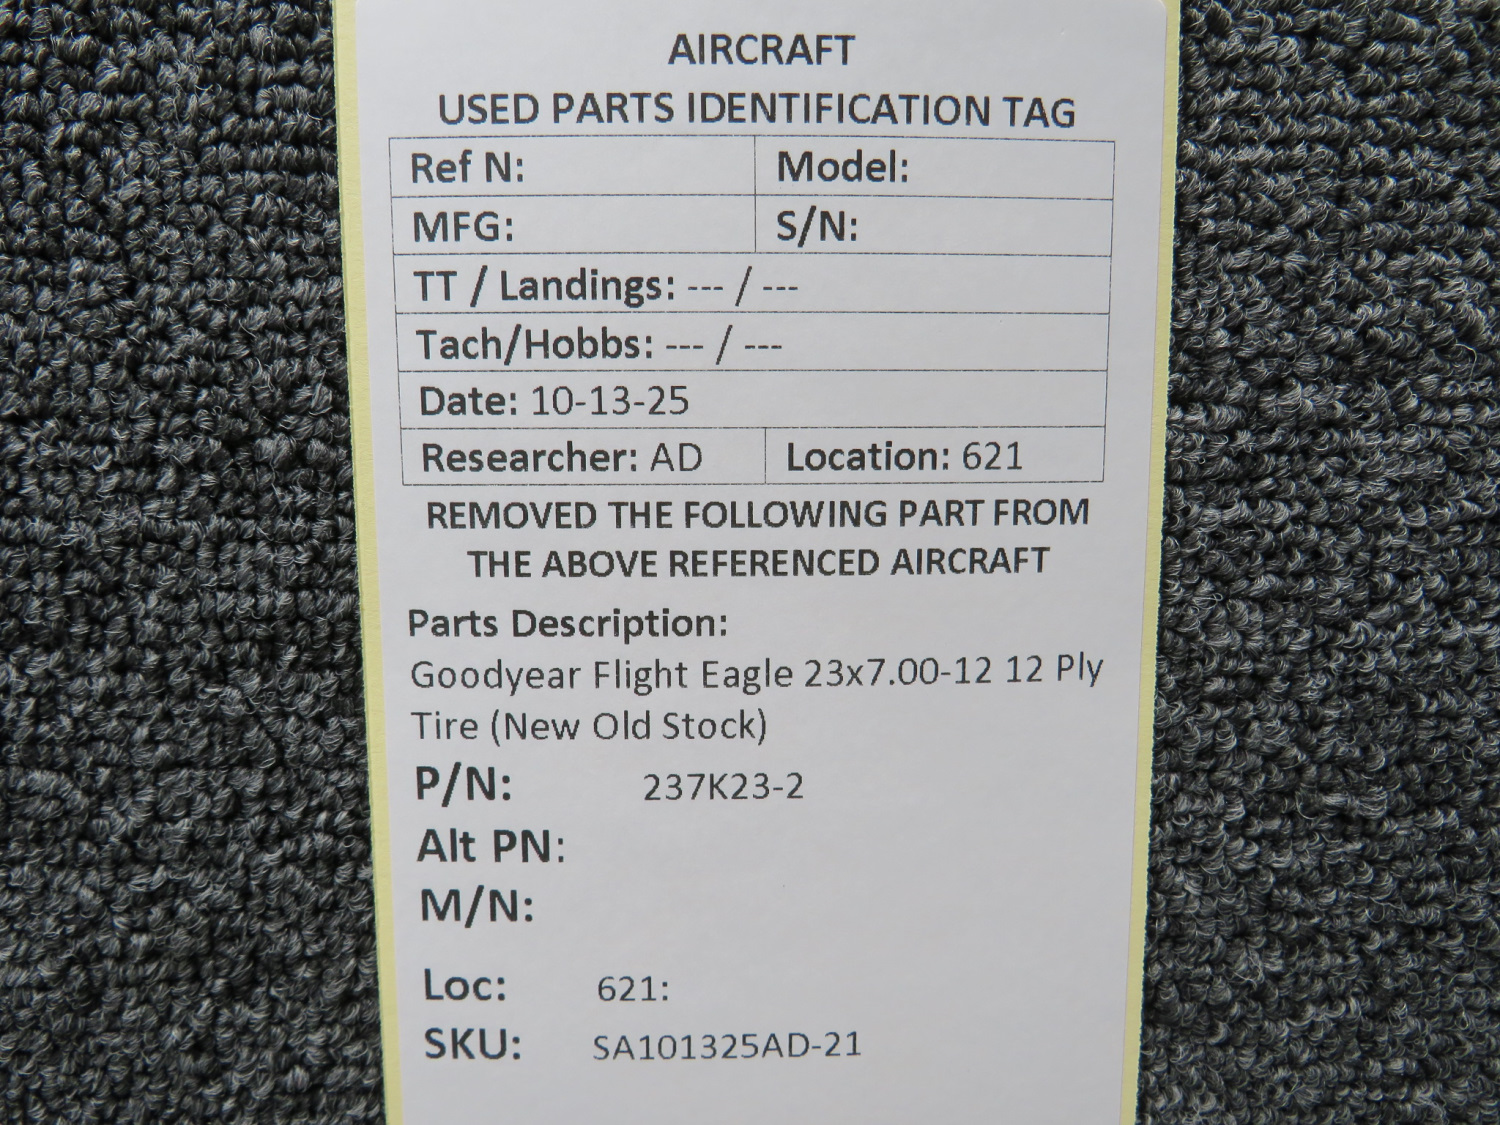 AIRCRAFT
USED PARTS IDENTIFICATION TAG
Ref N: Model:
MFG: S/N:
TT / Landings: --- / ---
Tach/Hobbs: --- / ---
Date: 10-13-25
Researcher: AD Location: 621
REMOVED THE FOLLOWING PART FROM
THE ABOVE REFERENCED AIRCRAFT
Parts Description:
Goodyear Flight Eagle 23x7.00-12 12 Ply
Tire (New Old Stock)
P/N: 237K23-2
Alt PN:
M/N:
Loc: 621:
SKU: SA101325AD-21